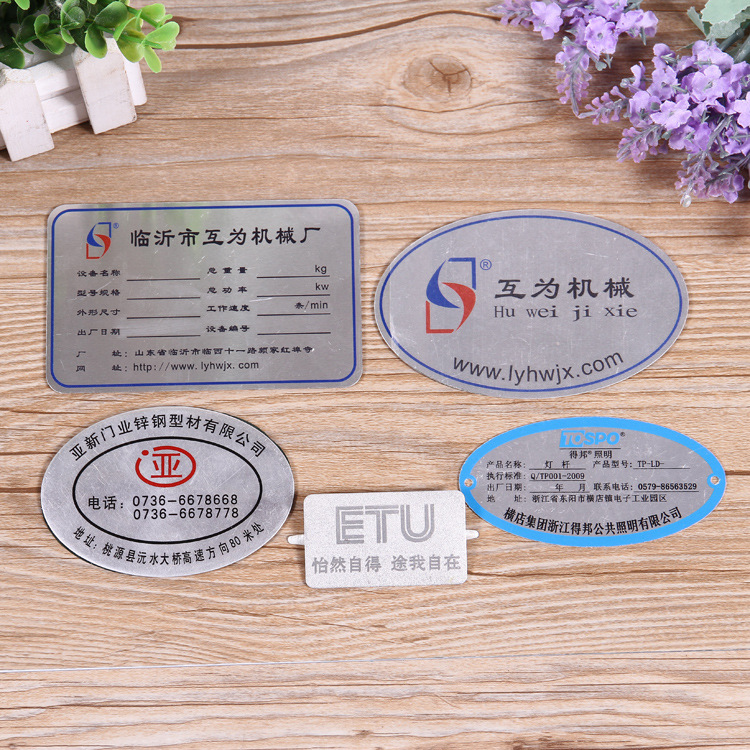 ®
临沂市互为机械厂
设备名称 总重量 kg
型号规格 总功率 kw
外形尺寸 工作速度 条/min
出厂日期 设备编号
厂 址：山东省临沂市临西十一路顾家红埠寺
网 址：http://www.lyhwjx.com
®
互为机械
Hu wei ji xie
www.lyhwjx.com
亚新门业锌钢型材有限公司
亚
电话：0736-6678668
0736-6678778
地址：桃源县沅水大桥高速方向80米处
ETU
怡然自得 途我自在
TOSPO®
得邦®照明
产品名称： 灯杆 产品型号：TP-LD-
执行标准：Q/TP001-2009
出厂日期： 年 月 联系电话：0579-86563529
地 址：浙江省东阳市横店镇电子工业园区
横店集团浙江得邦公共照明有限公司